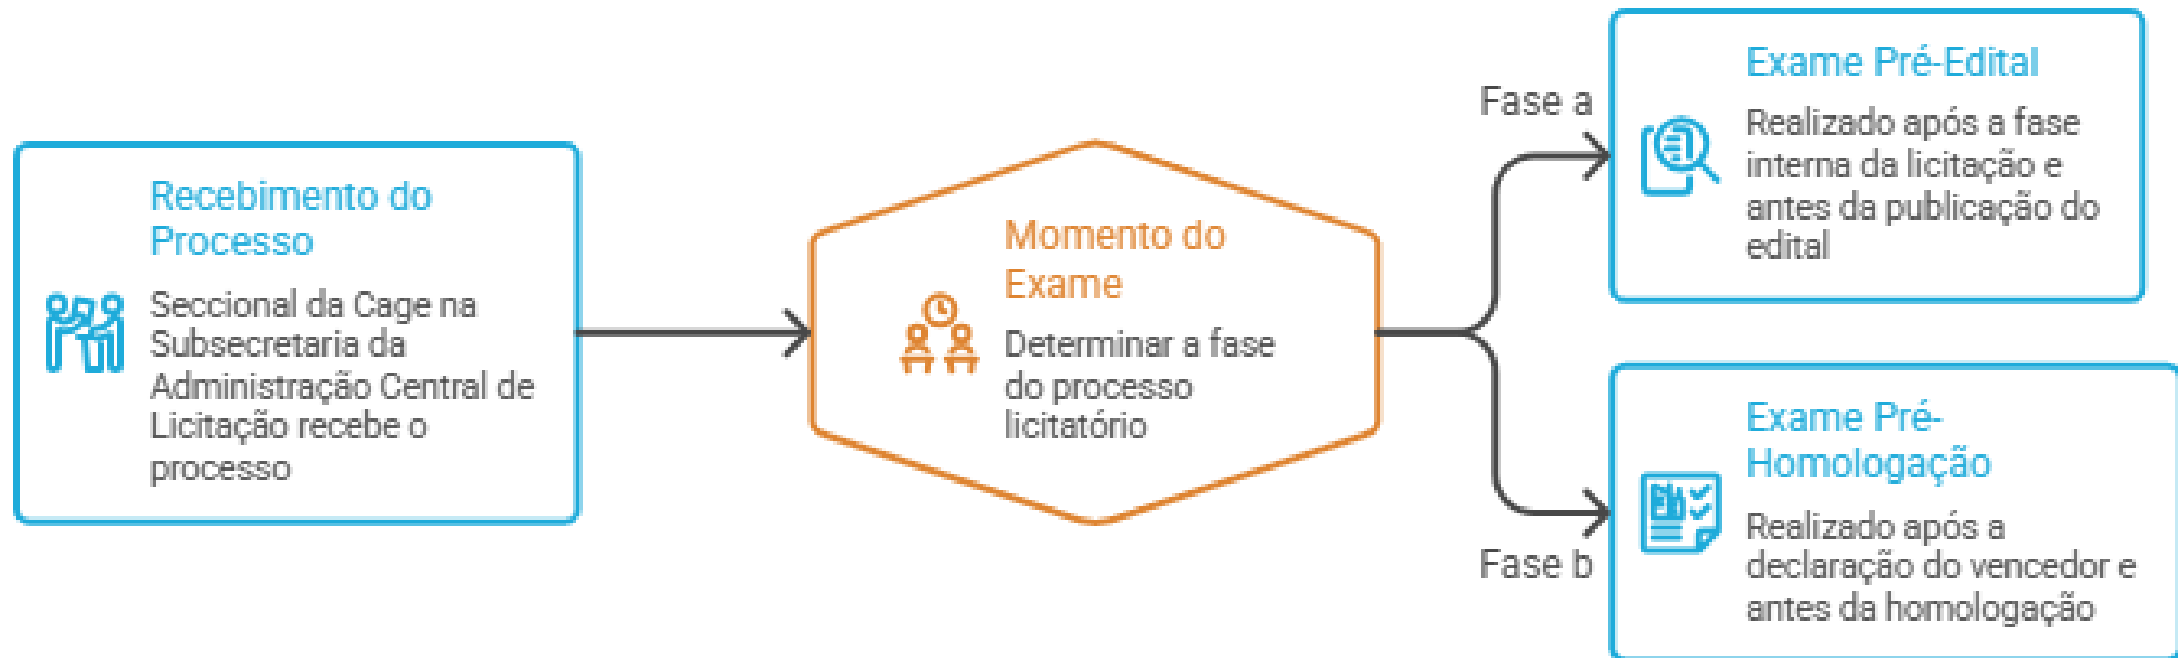 Recebimento do
Processo
Seccional da Cage na
Subsecretaria da
Administração Central de
Licitação recebe o
processo
Momento do
Exame
Determinar a fase
do processo
licitatório
Fase a
Exame Pré-Edital
Realizado após a fase
interna da licitação e
antes da publicação do
edital
Fase b
Exame Pré-
Homologação
Realizado após a
declaração do vencedor e
antes da homologação